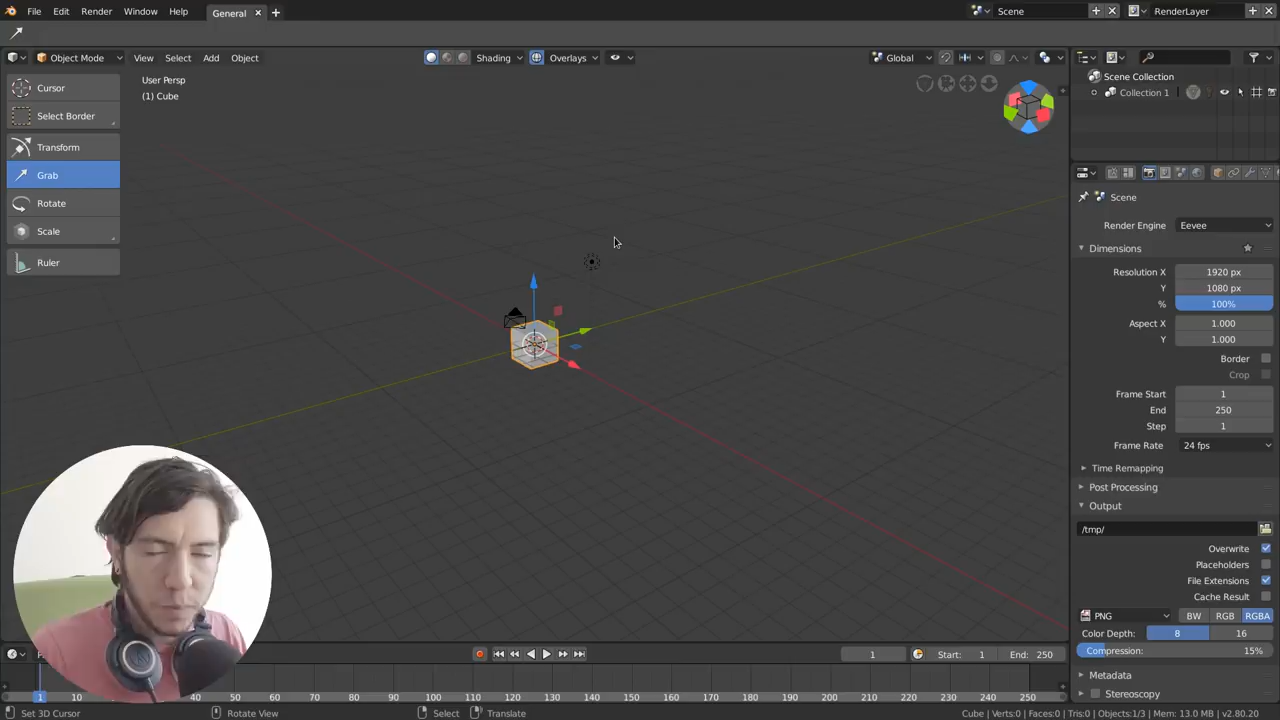 File Edit Render Window Help General Scene RenderLayer
Object Mode View Select Add Object Shading Overlays Global
User Persp
(1) Cube
Cursor
Select Border
Transform
Grab
Rotate
Scale
Ruler
Scene Collection
Collection 1
Scene
Render Engine Eevee
Dimensions
Resolution X 1920 px
Y 1080 px
% 100%
Aspect X 1.000
Y 1.000
Border
Crop
Frame Start 1
End 250
Step 1
Frame Rate 24 fps
Time Remapping
Post Processing
Output
/tmp/
Overwrite
Placeholders
File Extensions
Cache Result
PNG BW RGB RGBA
Color Depth: 8 16
Compression: 15%
Metadata
Stereoscopy
1 Start: 1 End: 250
1 10 40 50 60 70 80 90 100 110 120 130 140 150 160 170 180 190 200 210 220 230 240 250
Set 3D Cursor Rotate View Select Translate Cube | Verts:0 | Faces:0 | Tris:0 | Objects:1/3 | Mem: 13.0 MB | v2.80.20